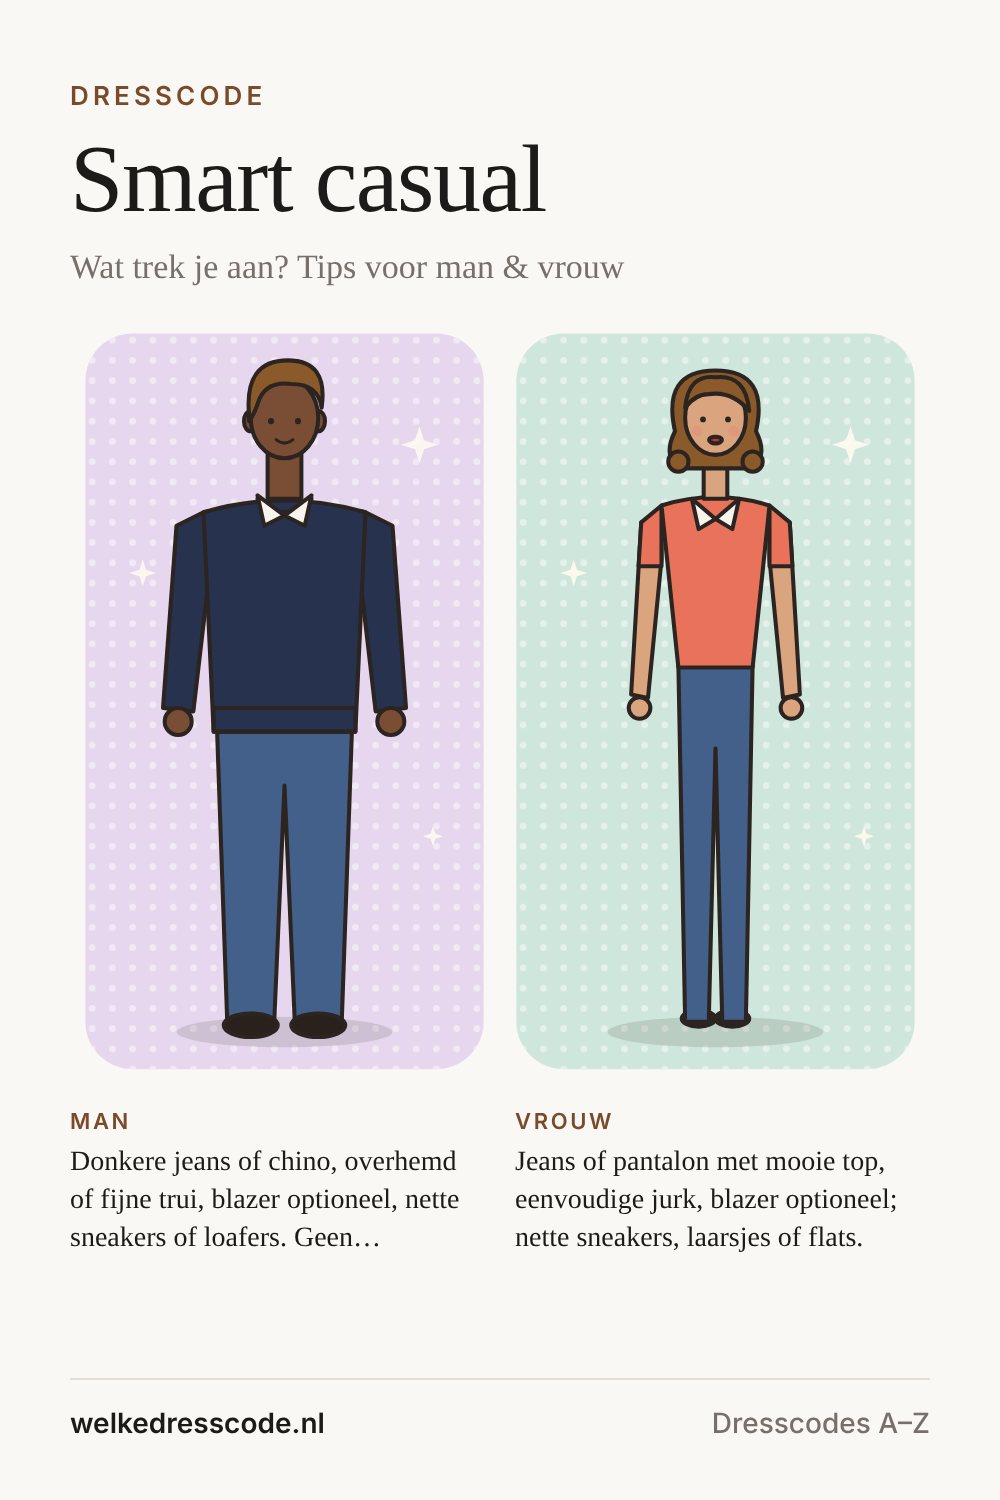 DRESSCODE
Smart casual
Wat trek je aan? Tips voor man & vrouw
MAN
Donkere jeans of chino, overhemd
of fijne trui, blazer optioneel, nette
sneakers of loafers. Geen…
VROUW
Jeans of pantalon met mooie top,
eenvoudige jurk, blazer optioneel;
nette sneakers, laarsjes of flats.
welkedresscode.nl
Dresscodes A–Z